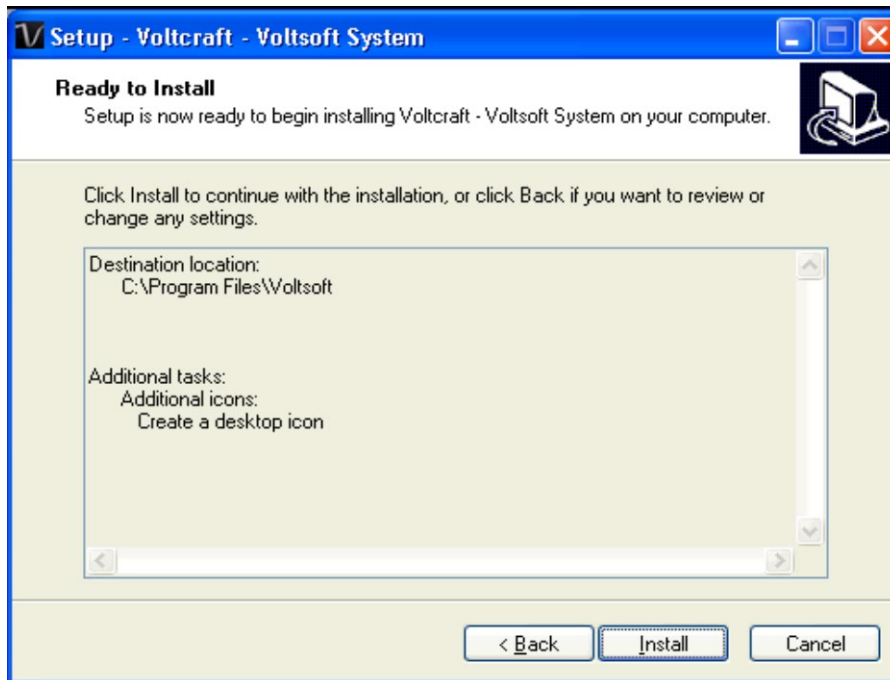 Setup - Voltcraft - Voltsoft System
Ready to Install
Setup is now ready to begin installing Voltcraft - Voltsoft System on your computer.
Click Install to continue with the installation, or click Back if you want to review or
change any settings.
Destination location:
C:\Program Files\Voltsoft
Additional tasks:
Additional icons:
Create a desktop icon
< Back
Install
Cancel